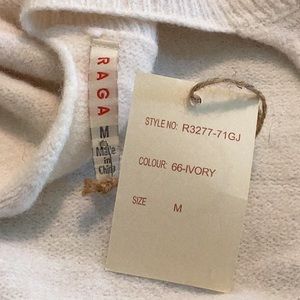 RAGA
M
Made
in
China
STYLE NO: R3277-71GJ
COLOUR: 66-IVORY
SIZE M